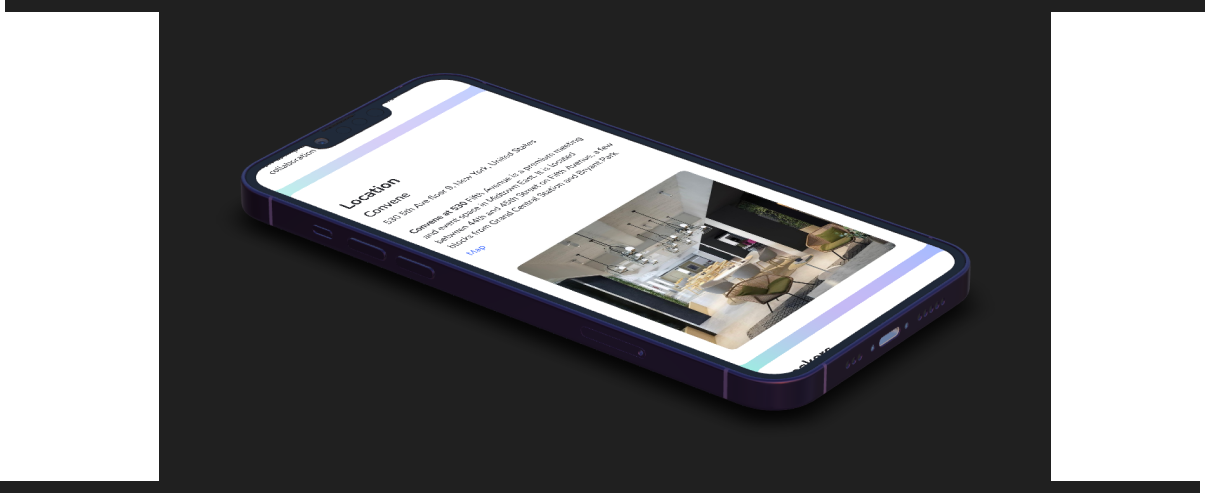 collaboration
Location
Convene
530 5th Ave floor 9, New York, United States
Convene at 530 Fifth Avenue is a premium meeting
and event space in Midtown East. It is located
between 44th and 45th Street on Fifth Avenue, a few
blocks from Grand Central Station and Bryant Park.
Map